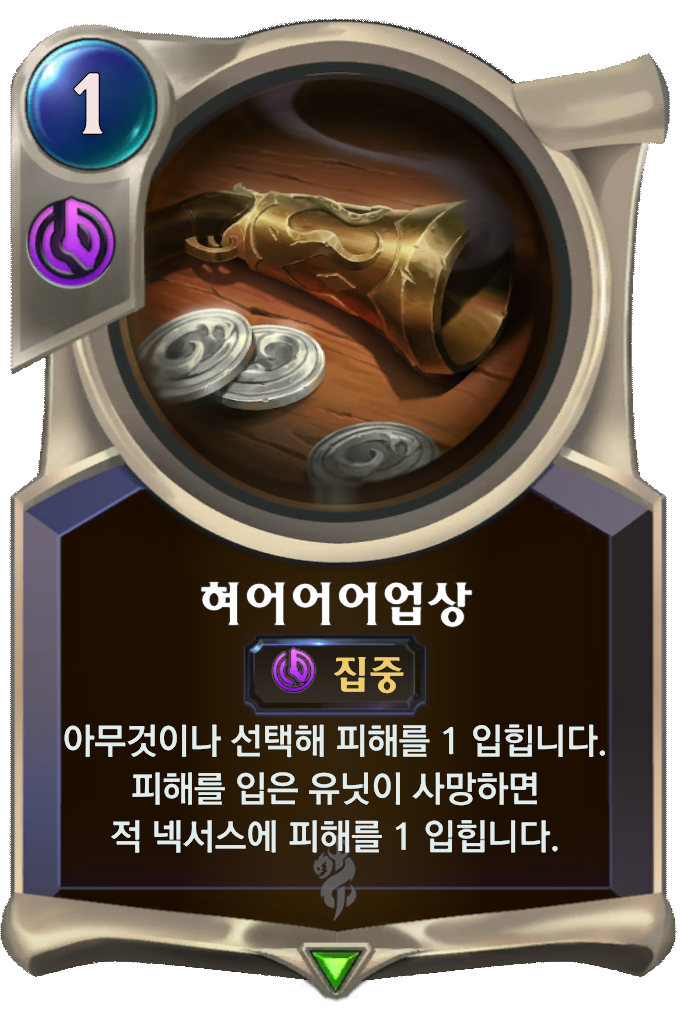 1
혀어어어업상
집중
아무것이나 선택해 피해를 1 입힙니다.
피해를 입은 유닛이 사망하면
적 넥서스에 피해를 1 입힙니다.